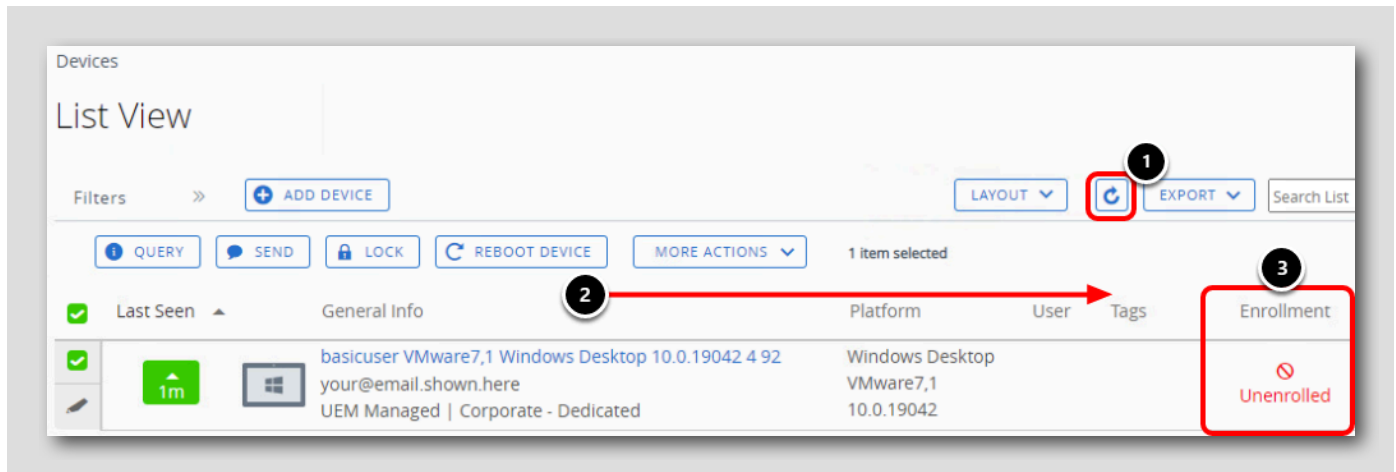 Devices
List View
1
Filters » ADD DEVICE LAYOUT EXPORT Search List
QUERY SEND LOCK REBOOT DEVICE MORE ACTIONS 1 item selected
2
3
Last Seen General Info Platform User Tags Enrollment
basicuser VMware7,1 Windows Desktop 10.0.19042 4 92 Windows Desktop
1m your@email.shown.here VMware7,1 Unenrolled
UEM Managed | Corporate - Dedicated 10.0.19042